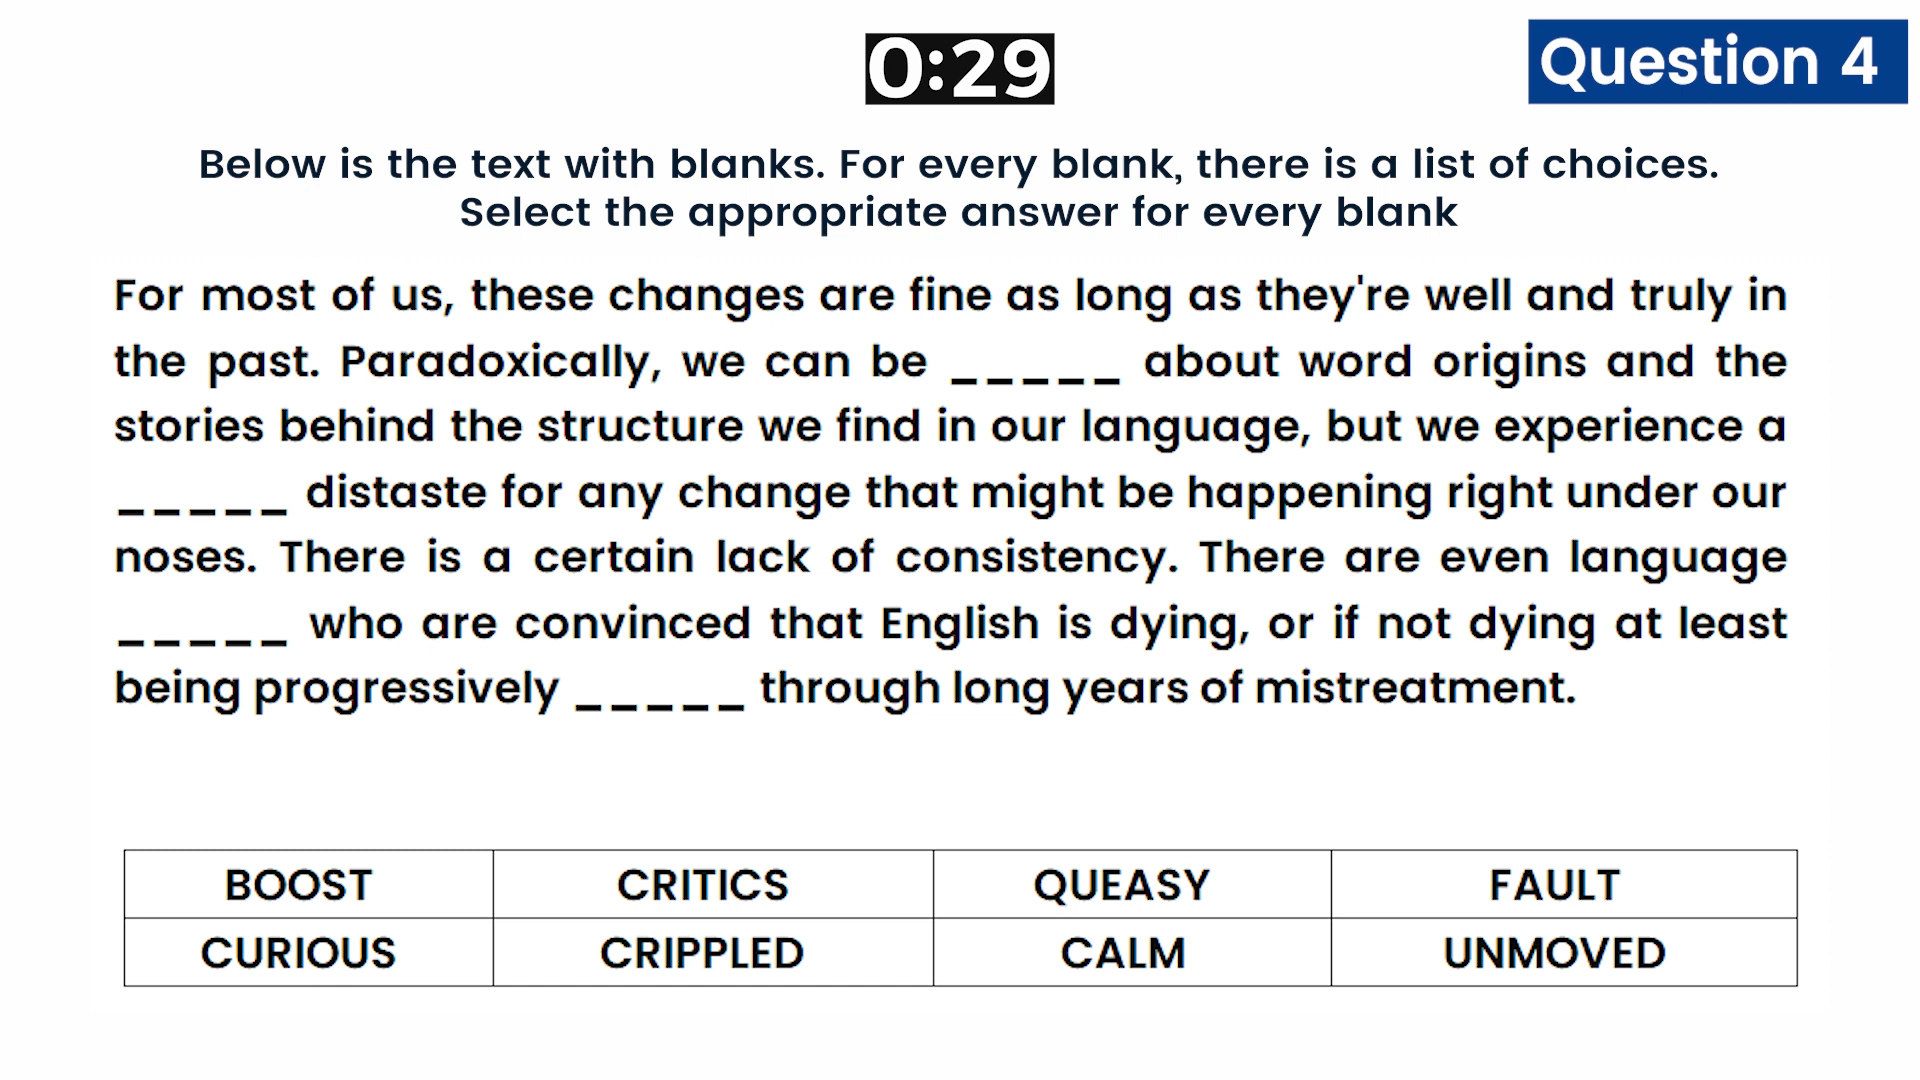 0:29
Question 4
Below is the text with blanks. For every blank, there is a list of choices.
Select the appropriate answer for every blank
For most of us, these changes are fine as long as they're well and truly in
the past. Paradoxically, we can be _____ about word origins and the
stories behind the structure we find in our language, but we experience a
_____ distaste for any change that might be happening right under our
noses. There is a certain lack of consistency. There are even language
_____ who are convinced that English is dying, or if not dying at least
being progressively _____ through long years of mistreatment.
BOOST CRITICS QUEASY FAULT
CURIOUS CRIPPLED CALM UNMOVED